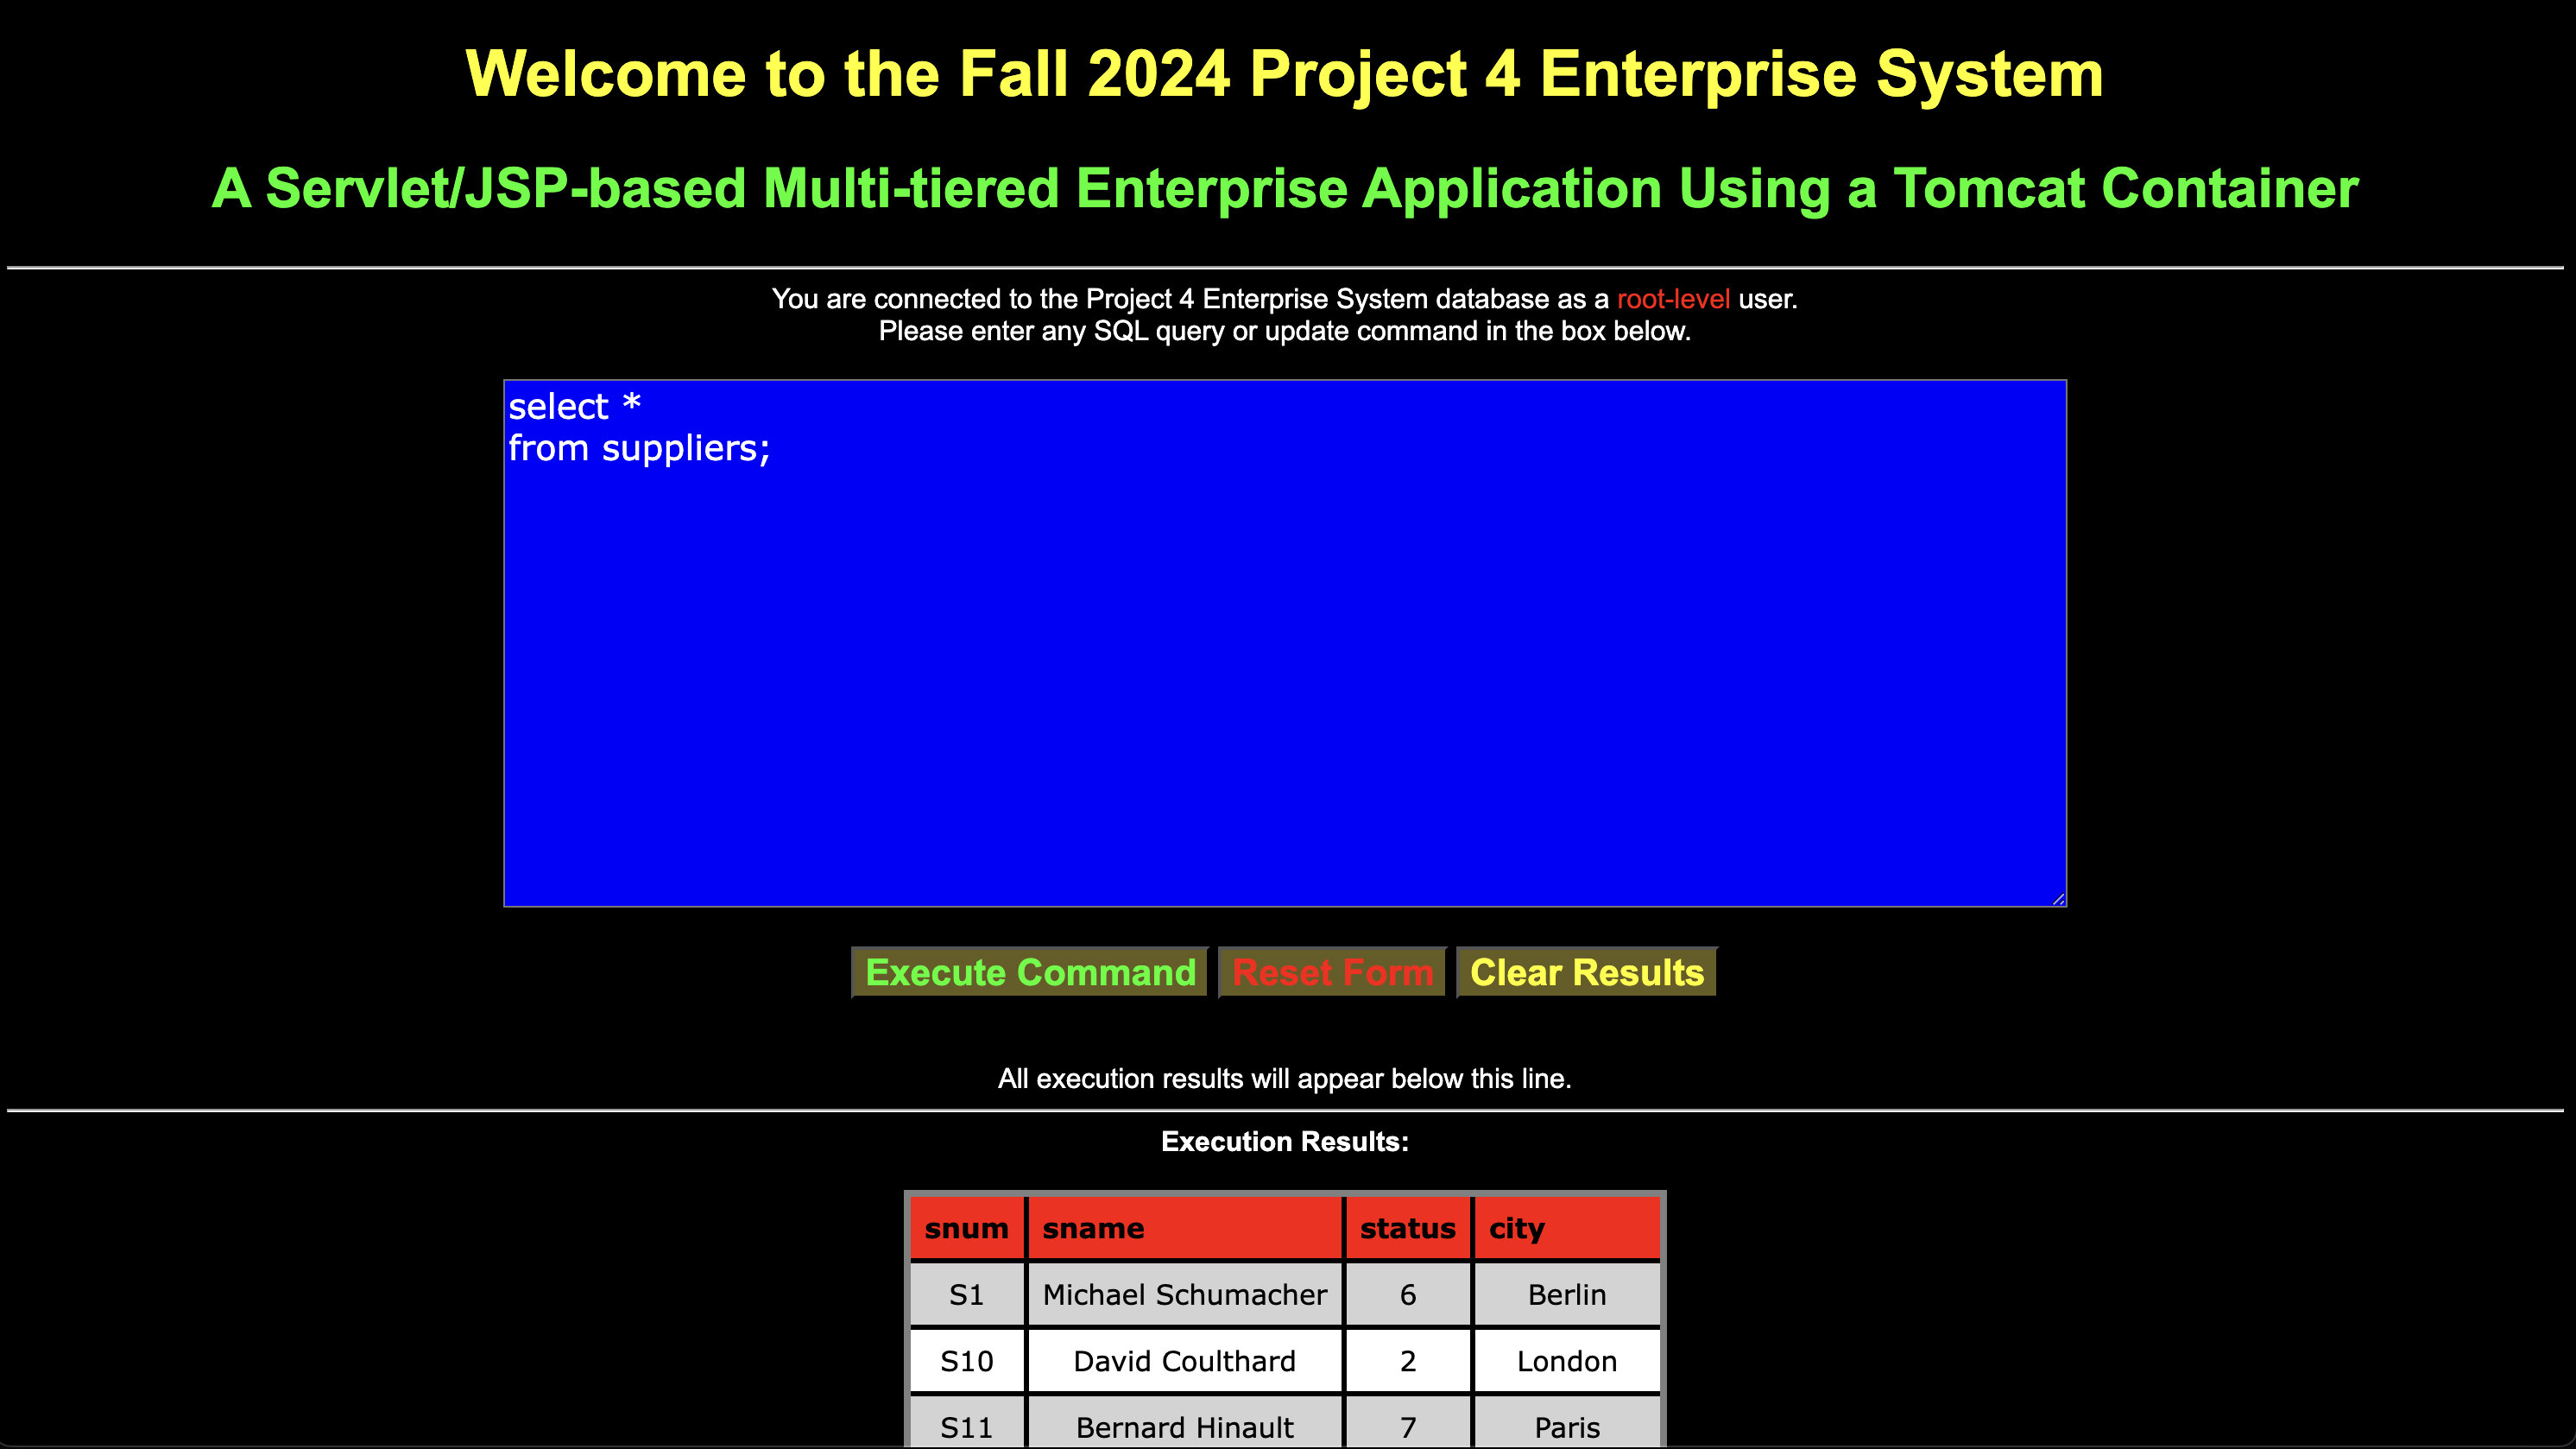 Welcome to the Fall 2024 Project 4 Enterprise System
A Servlet/JSP-based Multi-tiered Enterprise Application Using a Tomcat Container
You are connected to the Project 4 Enterprise System database as a root-level user.
Please enter any SQL query or update command in the box below.
select *
from suppliers;
Execute Command Reset Form Clear Results
All execution results will appear below this line.
Execution Results:
snum sname status city
S1 Michael Schumacher 6 Berlin
S10 David Coulthard 2 London
S11 Bernard Hinault 7 Paris